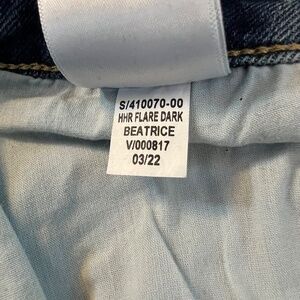 S/410070-00
HHR FLARE DARK
BEATRICE
V/000817
03/22